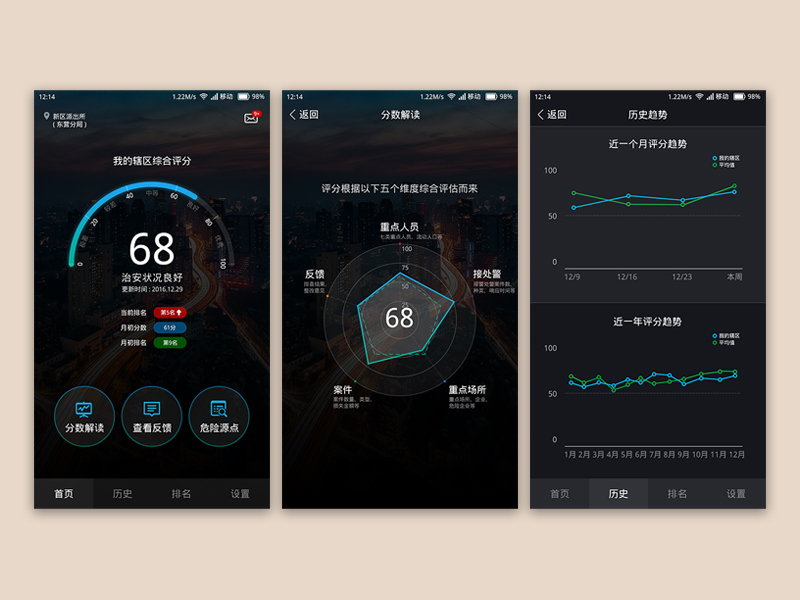 12:14
1.22M/s 移动 98%
新区派出所
(东营分局)
9+
我的辖区综合评分
0 20 40 60 80 100
较差 中等 良好
68
治安状况良好
更新时间：2016.12.29
当前排名 第5名
月初分数 61分
月初排名 第9名
分数解读
查看反馈
危险源点
首页 历史 排名 设置
12:14
1.22M/s 移动 98%
返回 分数解读
评分根据以下五个维度综合评估而来
重点人员
七类重点人员、流动人口等
100
75
50
25
68
反馈
排查结果、
整改意见
接处警
接警处警案件数、
种类、响应时间等
案件
案件数量、类型、
损失金额等
重点场所
重点场所、企业、
危险企业等
12:14
1.22M/s 移动 98%
返回 历史趋势
近一个月评分趋势
我的辖区
平均值
100
50
0
12/9 12/16 12/23 本周
近一年评分趋势
我的辖区
平均值
100
50
0
1月 2月 3月 4月 5月 6月 7月 8月 9月 10月 11月 12月
首页 历史 排名 设置